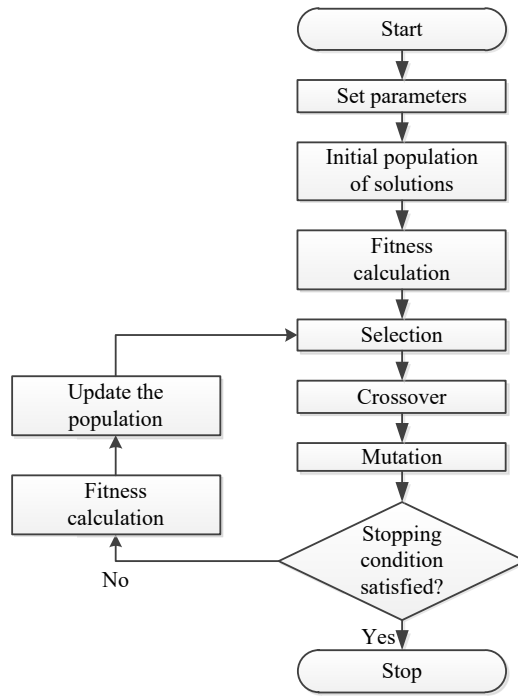 Start
Set parameters
Initial population
of solutions
Fitness
calculation
Selection
Update the
population
Crossover
Mutation
Fitness
calculation
Stopping
condition
satisfied?
No
Yes
Stop